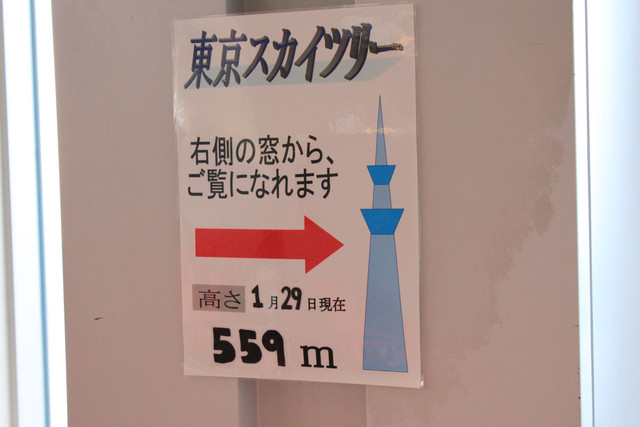 東京スカイツリー
右側の窓から、
ご覧になれます
高さ 1月29日現在
559m